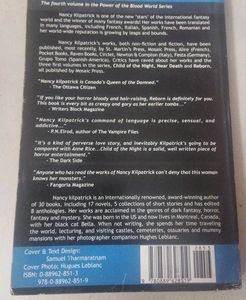 The fourth volume in the Power of the Blood World Series
Nancy Kilpatrick is one of the new "stars" of the international Fantasy
world and the winner of many fantasy awards! Her works have been translated
in many languages, including French, Italian, Spanish, French, Romanian and
her world-wide reputation is growing by leaps and bounds.
Nancy Kilpatrick's works, both non-fiction and fiction, have been
published, most recently, by St. Martin's Press, Mosaic Press, Alire (French),
Pocket Books, Raven Books, Citadel, Newton & Compton (Italy), Festa (Germany),
Grupo Tomo (Spanish-America). Critics have raved about her works and the
three first volumes in the series, Child of the Night, Near Death and Reborn,
all published by Mosaic Press.
"Nancy Kilpatrick is Canada's Queen of the Damned."
- The Ottawa Citizen
"If you like your horror bloody and hair-raising, Reborn is definitely for you.
This book is every bit as creepy and gory as her earlier tombs..."
- Writers Block Magazine
"Nancy Kilpatrick's command of language is precise, sensual, and
addictive..."
- P.N.Elrod, author of The Vampire Files
"It's a kind of perverse love story, and inevitably Kilpatrick's going to be
compared with Anne Rice...Child of the Night is a solid, well written piece of
horror entertainment."
- The Dark Side
"Anyone who has read the works of Nancy Kilpatrick can't deny that this woman
knows her monsters."
- Fangoria Magazine
Nancy Kilpatrick is an internationally renowned, award-winning author
of 30 books, including 17 novels, 5 collections of short stories and has edited
8 anthologies. Her works are acclaimed in the genres of dark fantasy, horror,
fantasy and mystery. She was born in the US and now lives in Montreal, Canada,
with her black cat Bella. When not writing, she spends her time traveling
the world, lecturing, and visiting castles, cemeteries, ossuaries and mummy
mansions with her photographer companion Hugues Leblanc.
Cover & Text Design:
Samuel Tharmaratnam
Cover Photo: Hugues Leblanc
ISBN: 0-88962-851-3
978-0-88962-851-9